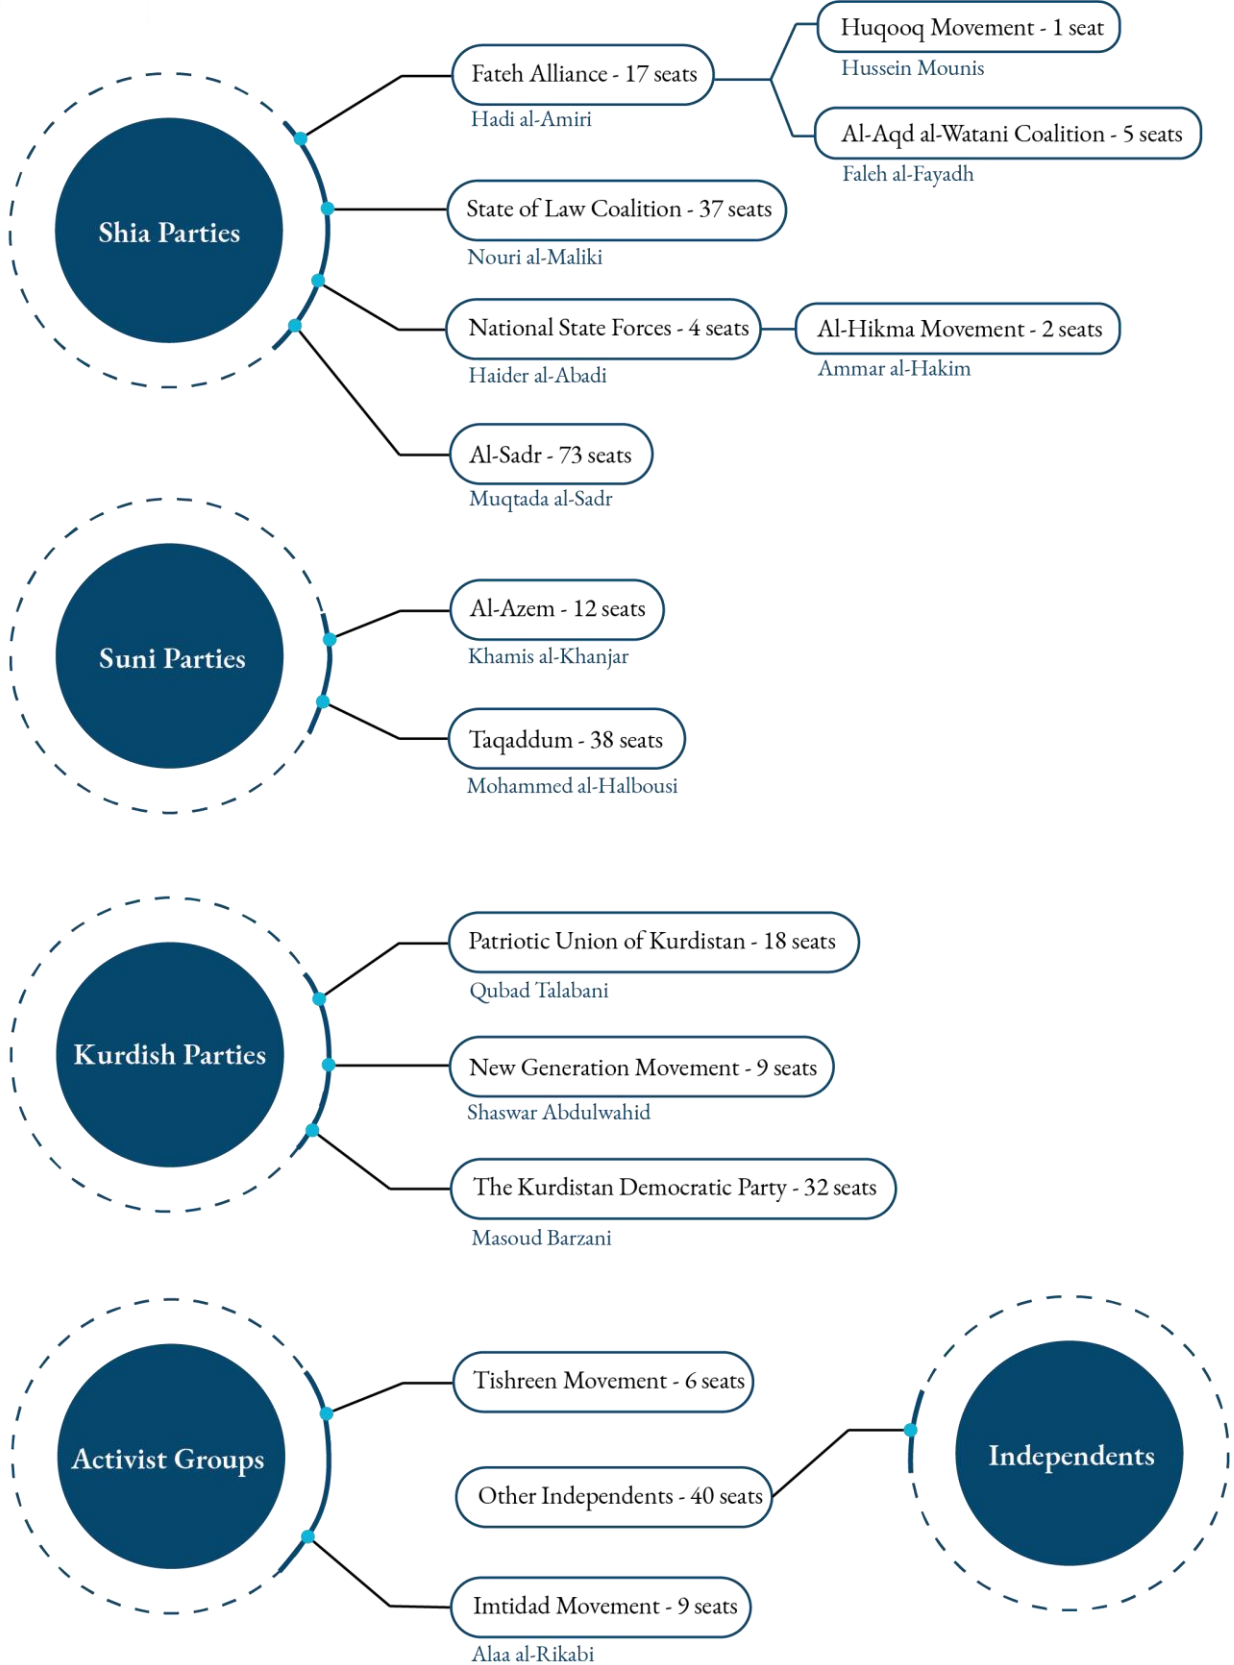 Shia Parties
Fateh Alliance - 17 seats
Hadi al-Amiri
Huqooq Movement - 1 seat
Hussein Mounis
Al-Aqd al-Watani Coalition - 5 seats
Faleh al-Fayadh
State of Law Coalition - 37 seats
Nouri al-Maliki
National State Forces - 4 seats
Haider al-Abadi
Al-Hikma Movement - 2 seats
Ammar al-Hakim
Al-Sadr - 73 seats
Muqtada al-Sadr
Suni Parties
Al-Azem - 12 seats
Khamis al-Khanjar
Taqaddum - 38 seats
Mohammed al-Halbousi
Kurdish Parties
Patriotic Union of Kurdistan - 18 seats
Qubad Talabani
New Generation Movement - 9 seats
Shaswar Abdulwahid
The Kurdistan Democratic Party - 32 seats
Masoud Barzani
Activist Groups
Tishreen Movement - 6 seats
Other Independents - 40 seats
Independents
Imtidad Movement - 9 seats
Alaa al-Rikabi